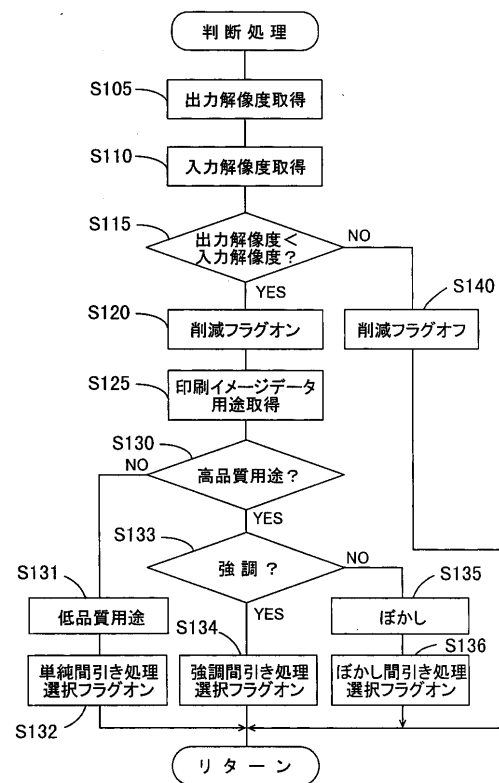 判断処理
S105
出力解像度取得
S110
入力解像度取得
S115
出力解像度<
入力解像度?
NO
YES
S140
S120
削減フラグオン
削減フラグオフ
S125
印刷イメージデータ
用途取得
S130
NO
高品質用途?
YES
S133
強調?
NO
YES
S131
低品質用途
S134
S135
ぼかし
S136
単純間引き処理
選択フラグオン
強調間引き処理
選択フラグオン
ぼかし間引き処理
選択フラグオン
S132
リターン